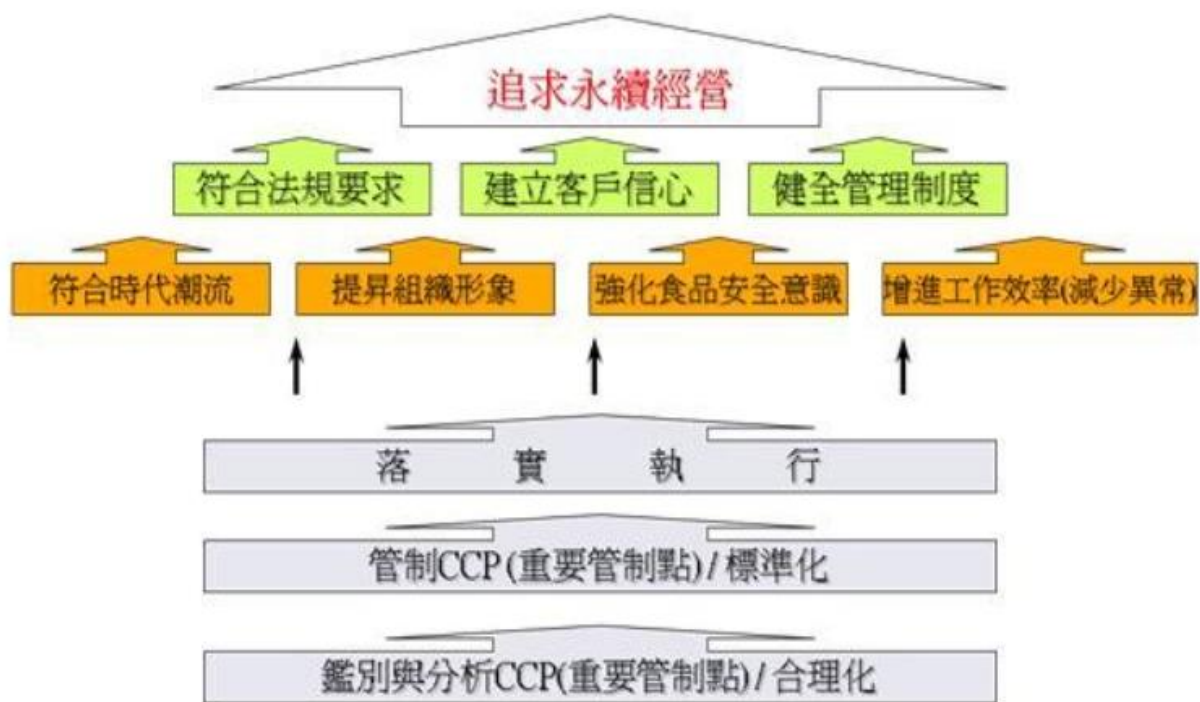 追求永續經營
符合法規要求 建立客戶信心 健全管理制度
符合時代潮流 提昇組織形象 強化食品安全意識 增進工作效率(減少異常)
落實執行
管制CCP(重要管制點)/標準化
鑑別與分析CCP(重要管制點)/合理化